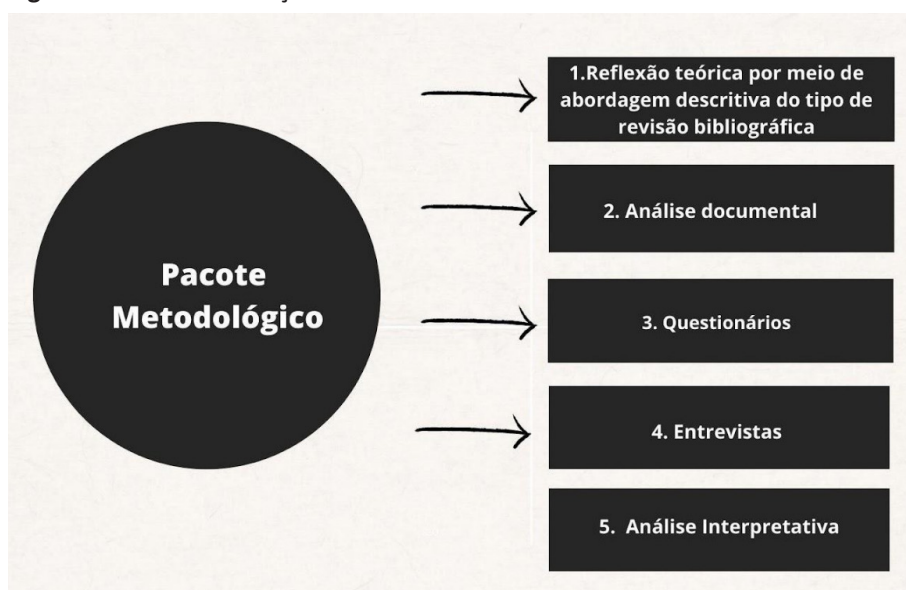 Pacote
Metodológico
1.Reflexão teórica por meio de
abordagem descritiva do tipo de
revisão bibliográfica
2. Análise documental
3. Questionários
4. Entrevistas
5. Análise Interpretativa